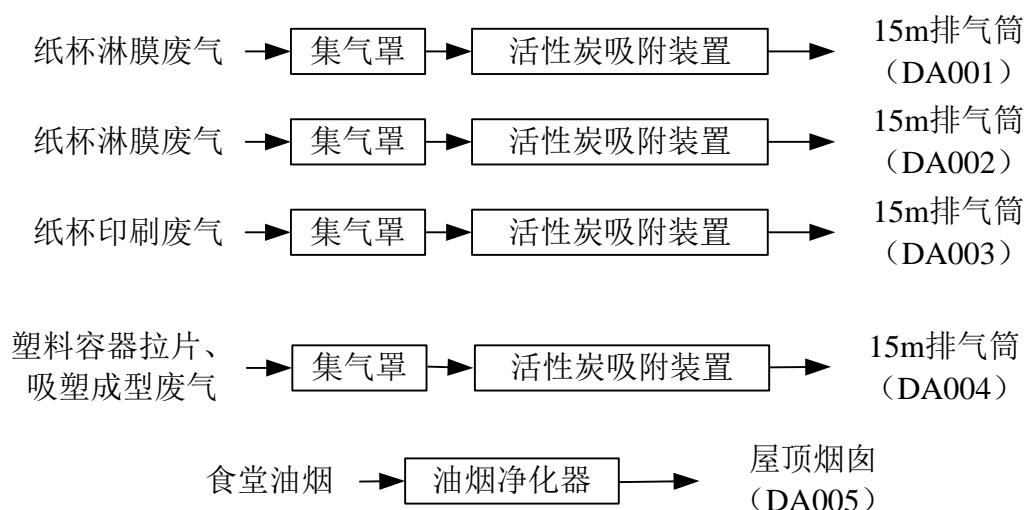 纸杯淋膜废气 集气罩 活性炭吸附装置 15m排气筒
（DA001）
纸杯淋膜废气 集气罩 活性炭吸附装置 15m排气筒
（DA002）
纸杯印刷废气 集气罩 活性炭吸附装置 15m排气筒
（DA003）
塑料容器拉片、
吸塑成型废气 集气罩 活性炭吸附装置 15m排气筒
（DA004）
食堂油烟 油烟净化器 屋顶烟囱
（DA005）